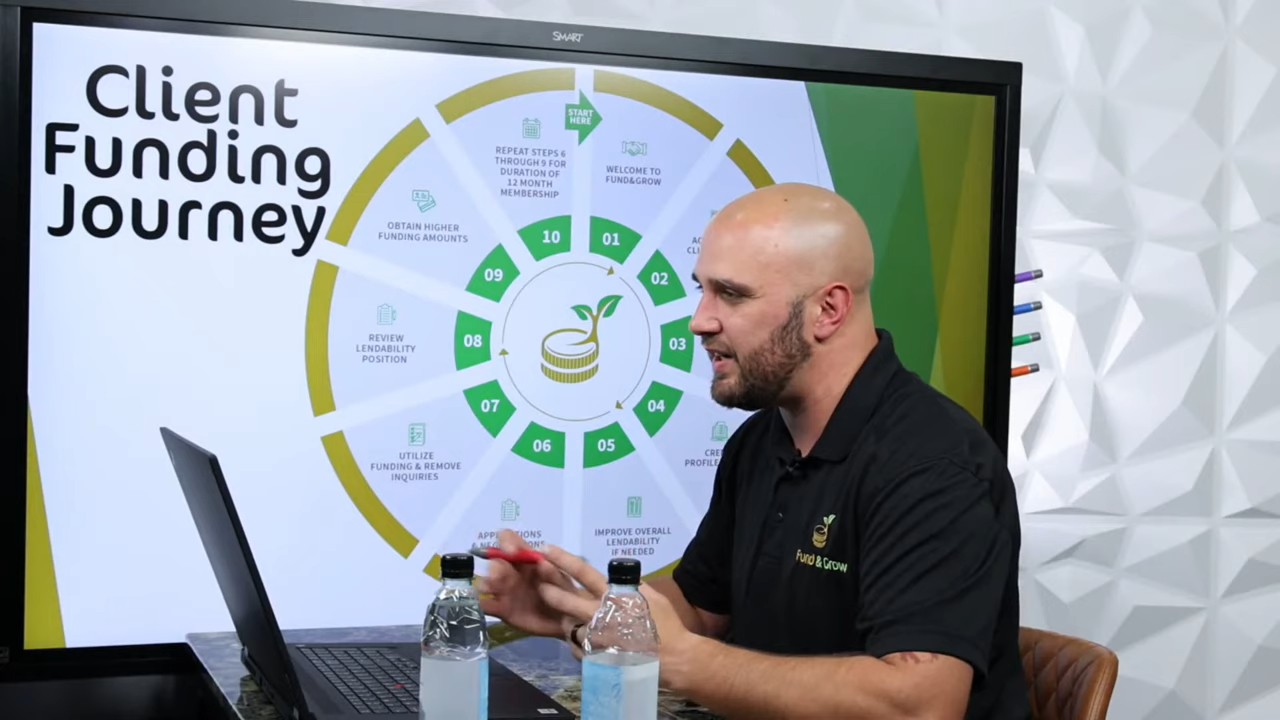 SMART
Client
Funding
Journey
START
HERE
REPEAT STEPS 6
THROUGH 9 FOR
DURATION OF
12 MONTH
MEMBERSHIP
WELCOME TO
FUND&GROW
OBTAIN HIGHER
FUNDING AMOUNTS
10
01
09
02
REVIEW
LENDABILITY
POSITION
08
03
07
04
UTILIZE
FUNDING & REMOVE
INQUIRIES
06
05
IMPROVE OVERALL
LENDABILITY
IF NEEDED
Fund & Grow